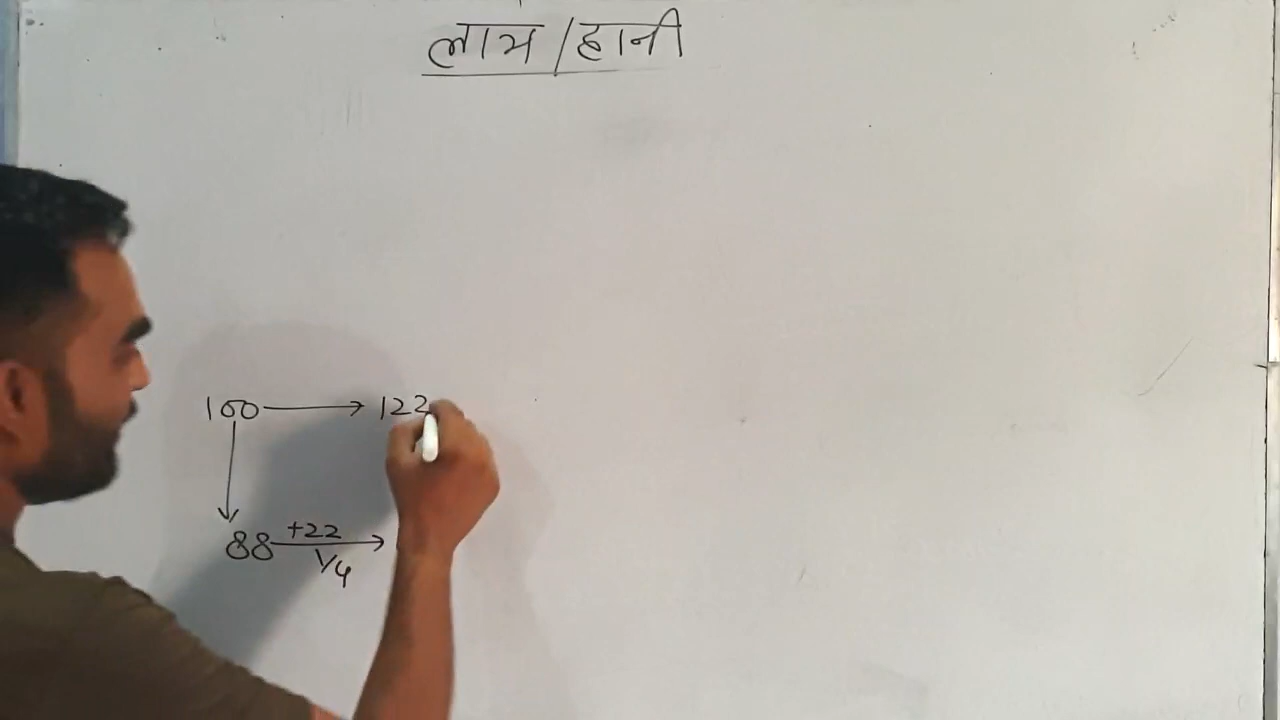 लाभ/हानी
100 → 122
↓
88 +22 →
1/4